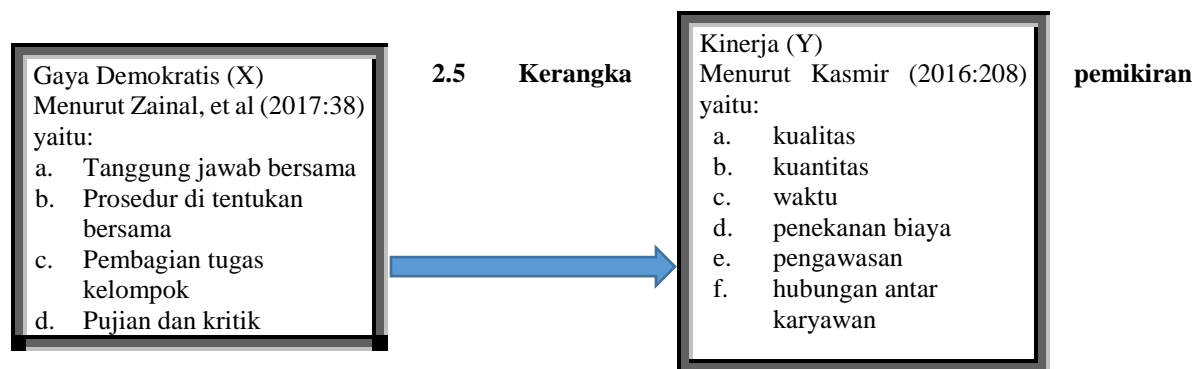 2.5 Kerangka pemikiran
Gaya Demokratis (X)
Menurut Zainal, et al (2017:38)
yaitu:
a. Tanggung jawab bersama
b. Prosedur di tentukan
bersama
c. Pembagian tugas
kelompok
d. Pujian dan kritik
Kinerja (Y)
Menurut Kasmir (2016:208)
yaitu:
a. kualitas
b. kuantitas
c. waktu
d. penekanan biaya
e. pengawasan
f. hubungan antar
karyawan